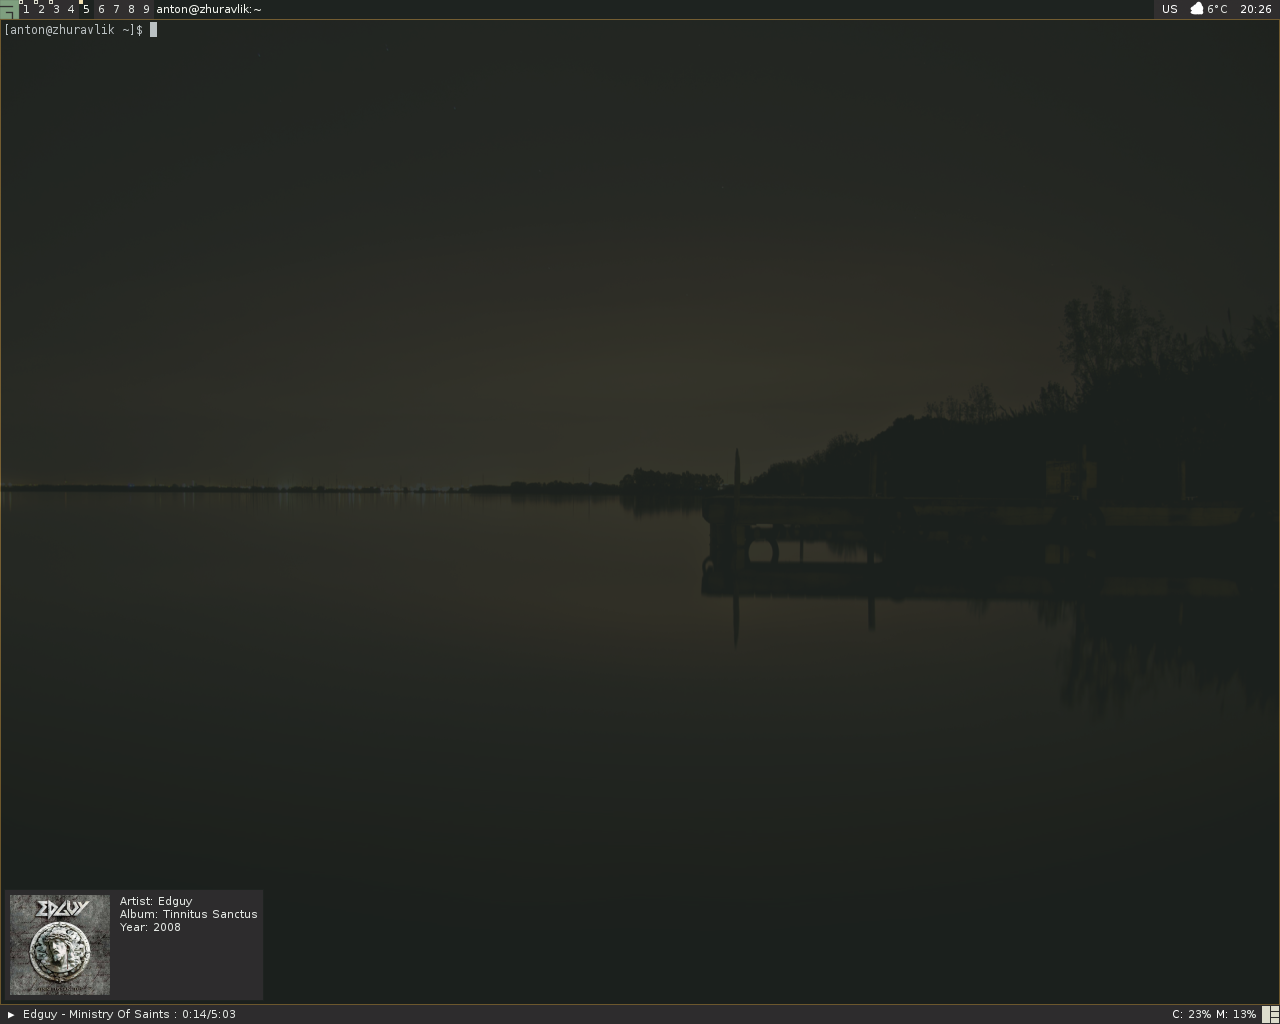 1 2 3 4 5 6 7 8 9 anton@zhuravlik:~ US 6°C 20:26
[anton@zhuravlik ~]$
EDGUY
Artist: Edguy
Album: Tinnitus Sanctus
Year: 2008
Edguy - Ministry Of Saints : 0:14/5:03 C: 23% M: 13%